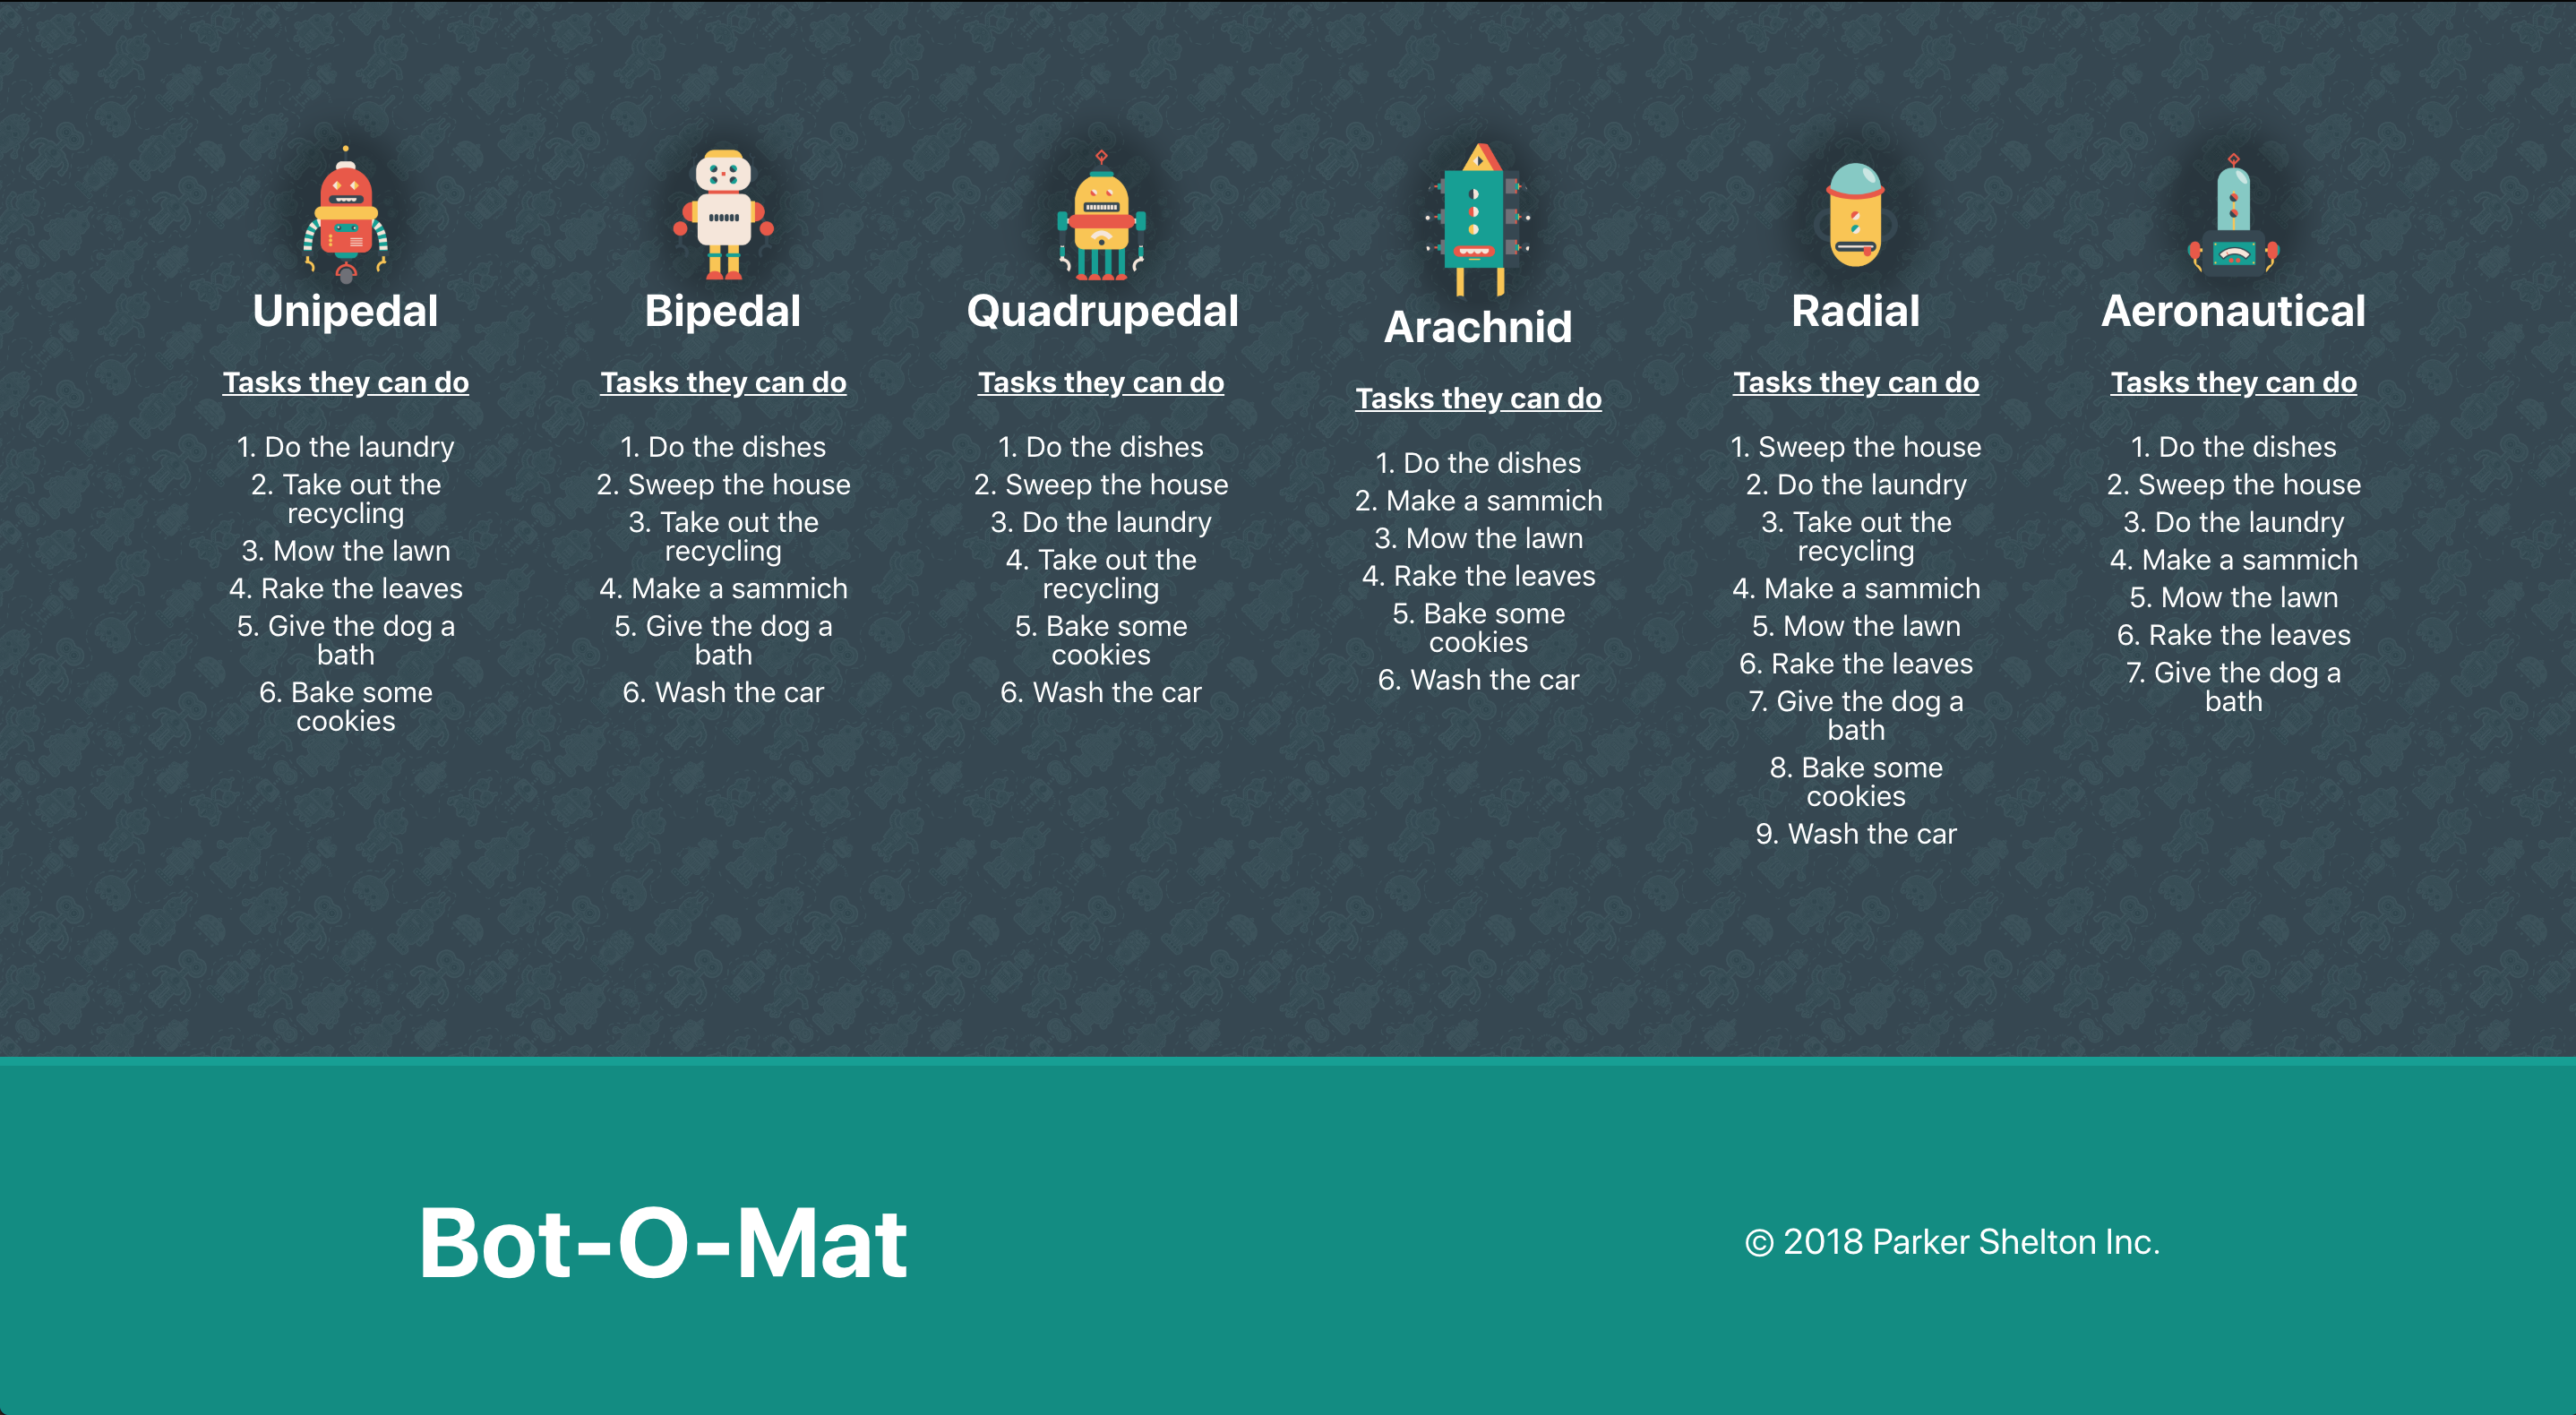 Unipedal
Tasks they can do
1. Do the laundry
2. Take out the
recycling
3. Mow the lawn
4. Rake the leaves
5. Give the dog a
bath
6. Bake some
cookies
Bipedal
Tasks they can do
1. Do the dishes
2. Sweep the house
3. Take out the
recycling
4. Make a sammich
5. Give the dog a
bath
6. Wash the car
Quadrupedal
Tasks they can do
1. Do the dishes
2. Sweep the house
3. Do the laundry
4. Take out the
recycling
5. Bake some
cookies
6. Wash the car
Arachnid
Tasks they can do
1. Do the dishes
2. Make a sammich
3. Mow the lawn
4. Rake the leaves
5. Bake some
cookies
6. Wash the car
Radial
Tasks they can do
1. Sweep the house
2. Do the laundry
3. Take out the
recycling
4. Make a sammich
5. Mow the lawn
6. Rake the leaves
7. Give the dog a
bath
8. Bake some
cookies
9. Wash the car
Aeronautical
Tasks they can do
1. Do the dishes
2. Sweep the house
3. Do the laundry
4. Make a sammich
5. Mow the lawn
6. Rake the leaves
7. Give the dog a
bath
Bot-O-Mat
© 2018 Parker Shelton Inc.